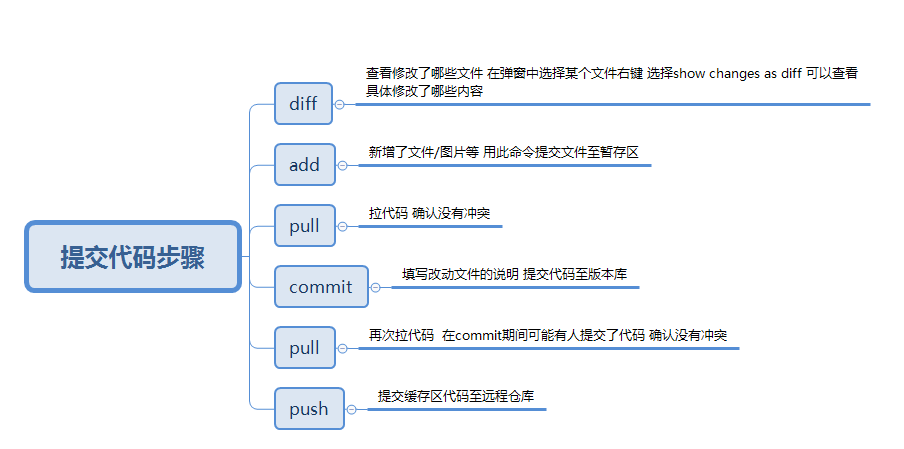 提交代码步骤
diff
查看修改了哪些文件 在弹窗中选择某个文件右键 选择show changes as diff 可以查看
具体修改了哪些内容
add
新增了文件/图片等 用此命令提交文件至暂存区
pull
拉代码 确认没有冲突
commit
填写改动文件的说明 提交代码至版本库
pull
再次拉代码  在commit期间可能有人提交了代码 确认没有冲突
push
提交缓存区代码至远程仓库